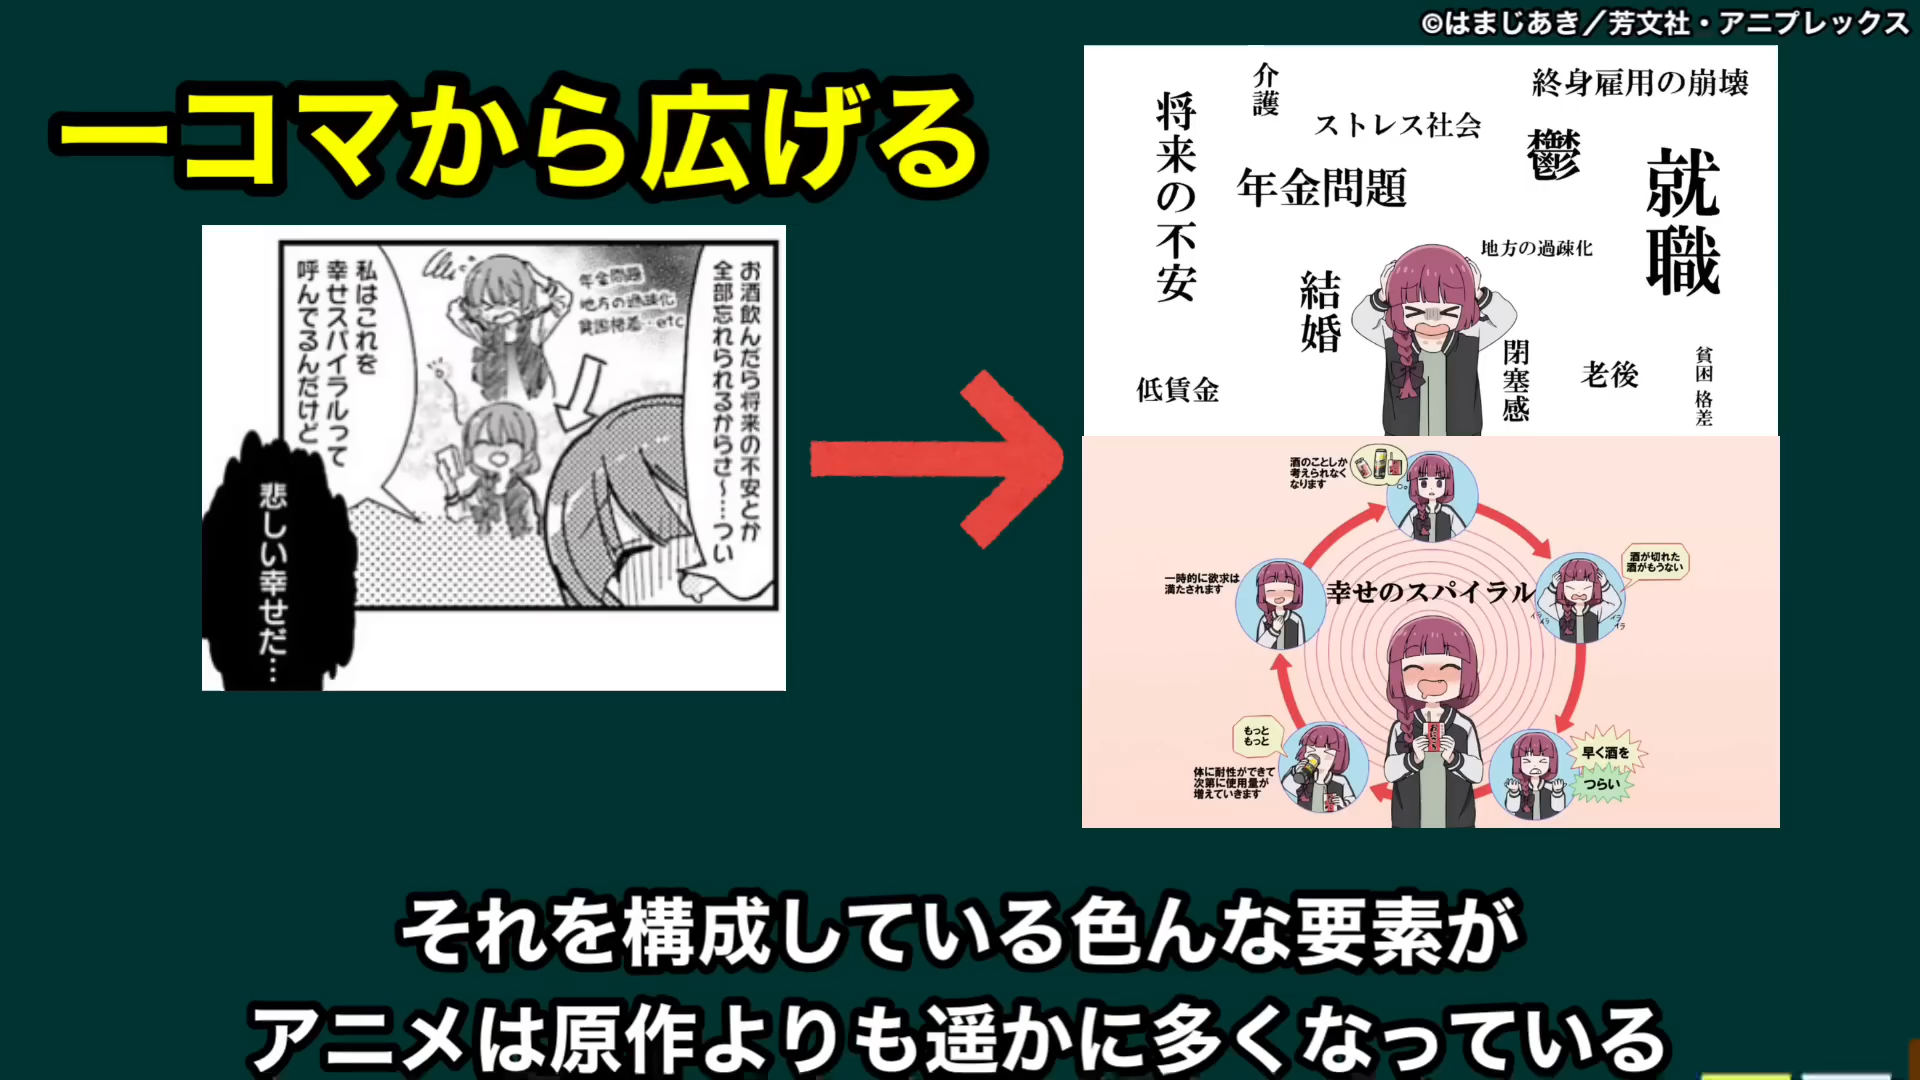 ©はまじあき／芳文社・アニプレックス
一コマから広げる
お酒飲んだら将来の不安とか
全部忘れられるからさ～…つい
年金問題
地方の過疎化
貧困格差…etc
私はこれを
幸せスパイラルって
呼んでるんだけど
悲しい幸せだ…
介護
将来の不安
ストレス社会
終身雇用の崩壊
年金問題
鬱
就職
地方の過疎化
結婚
低賃金
閉塞感
老後
貧困 格差
酒のことしか
考えられなく
なります
酒が切れた
酒がもうない
イライラ
イライラ
幸せのスパイラル
一時的に欲求は
満たされます
早く酒を
つらい
もっと
もっと
体に耐性ができて
次第に使用量が
増えていきます
おにころ
それを構成している色んな要素が
アニメは原作よりも遥かに多くなっている